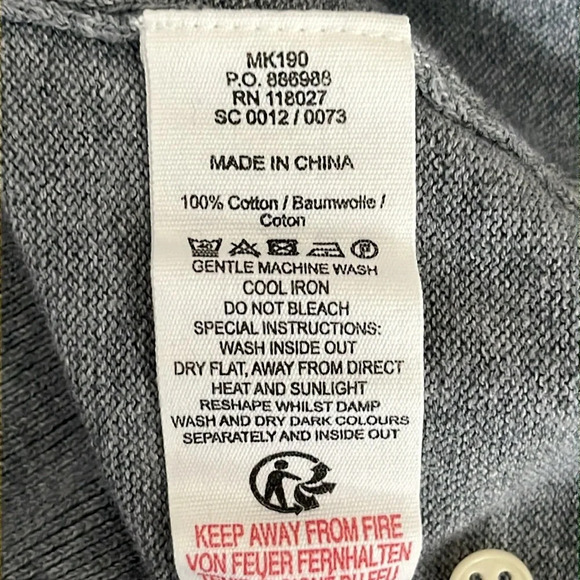 MK190
P.O. 886988
RN 118027
SC 0012 / 0073
MADE IN CHINA
100% Cotton / Baumwolle /
Coton
GENTLE MACHINE WASH
COOL IRON
DO NOT BLEACH
SPECIAL INSTRUCTIONS:
WASH INSIDE OUT
DRY FLAT, AWAY FROM DIRECT
HEAT AND SUNLIGHT
RESHAPE WHILST DAMP
WASH AND DRY DARK COLOURS
SEPARATELY AND INSIDE OUT
KEEP AWAY FROM FIRE
VON FEUER FERNHALTEN